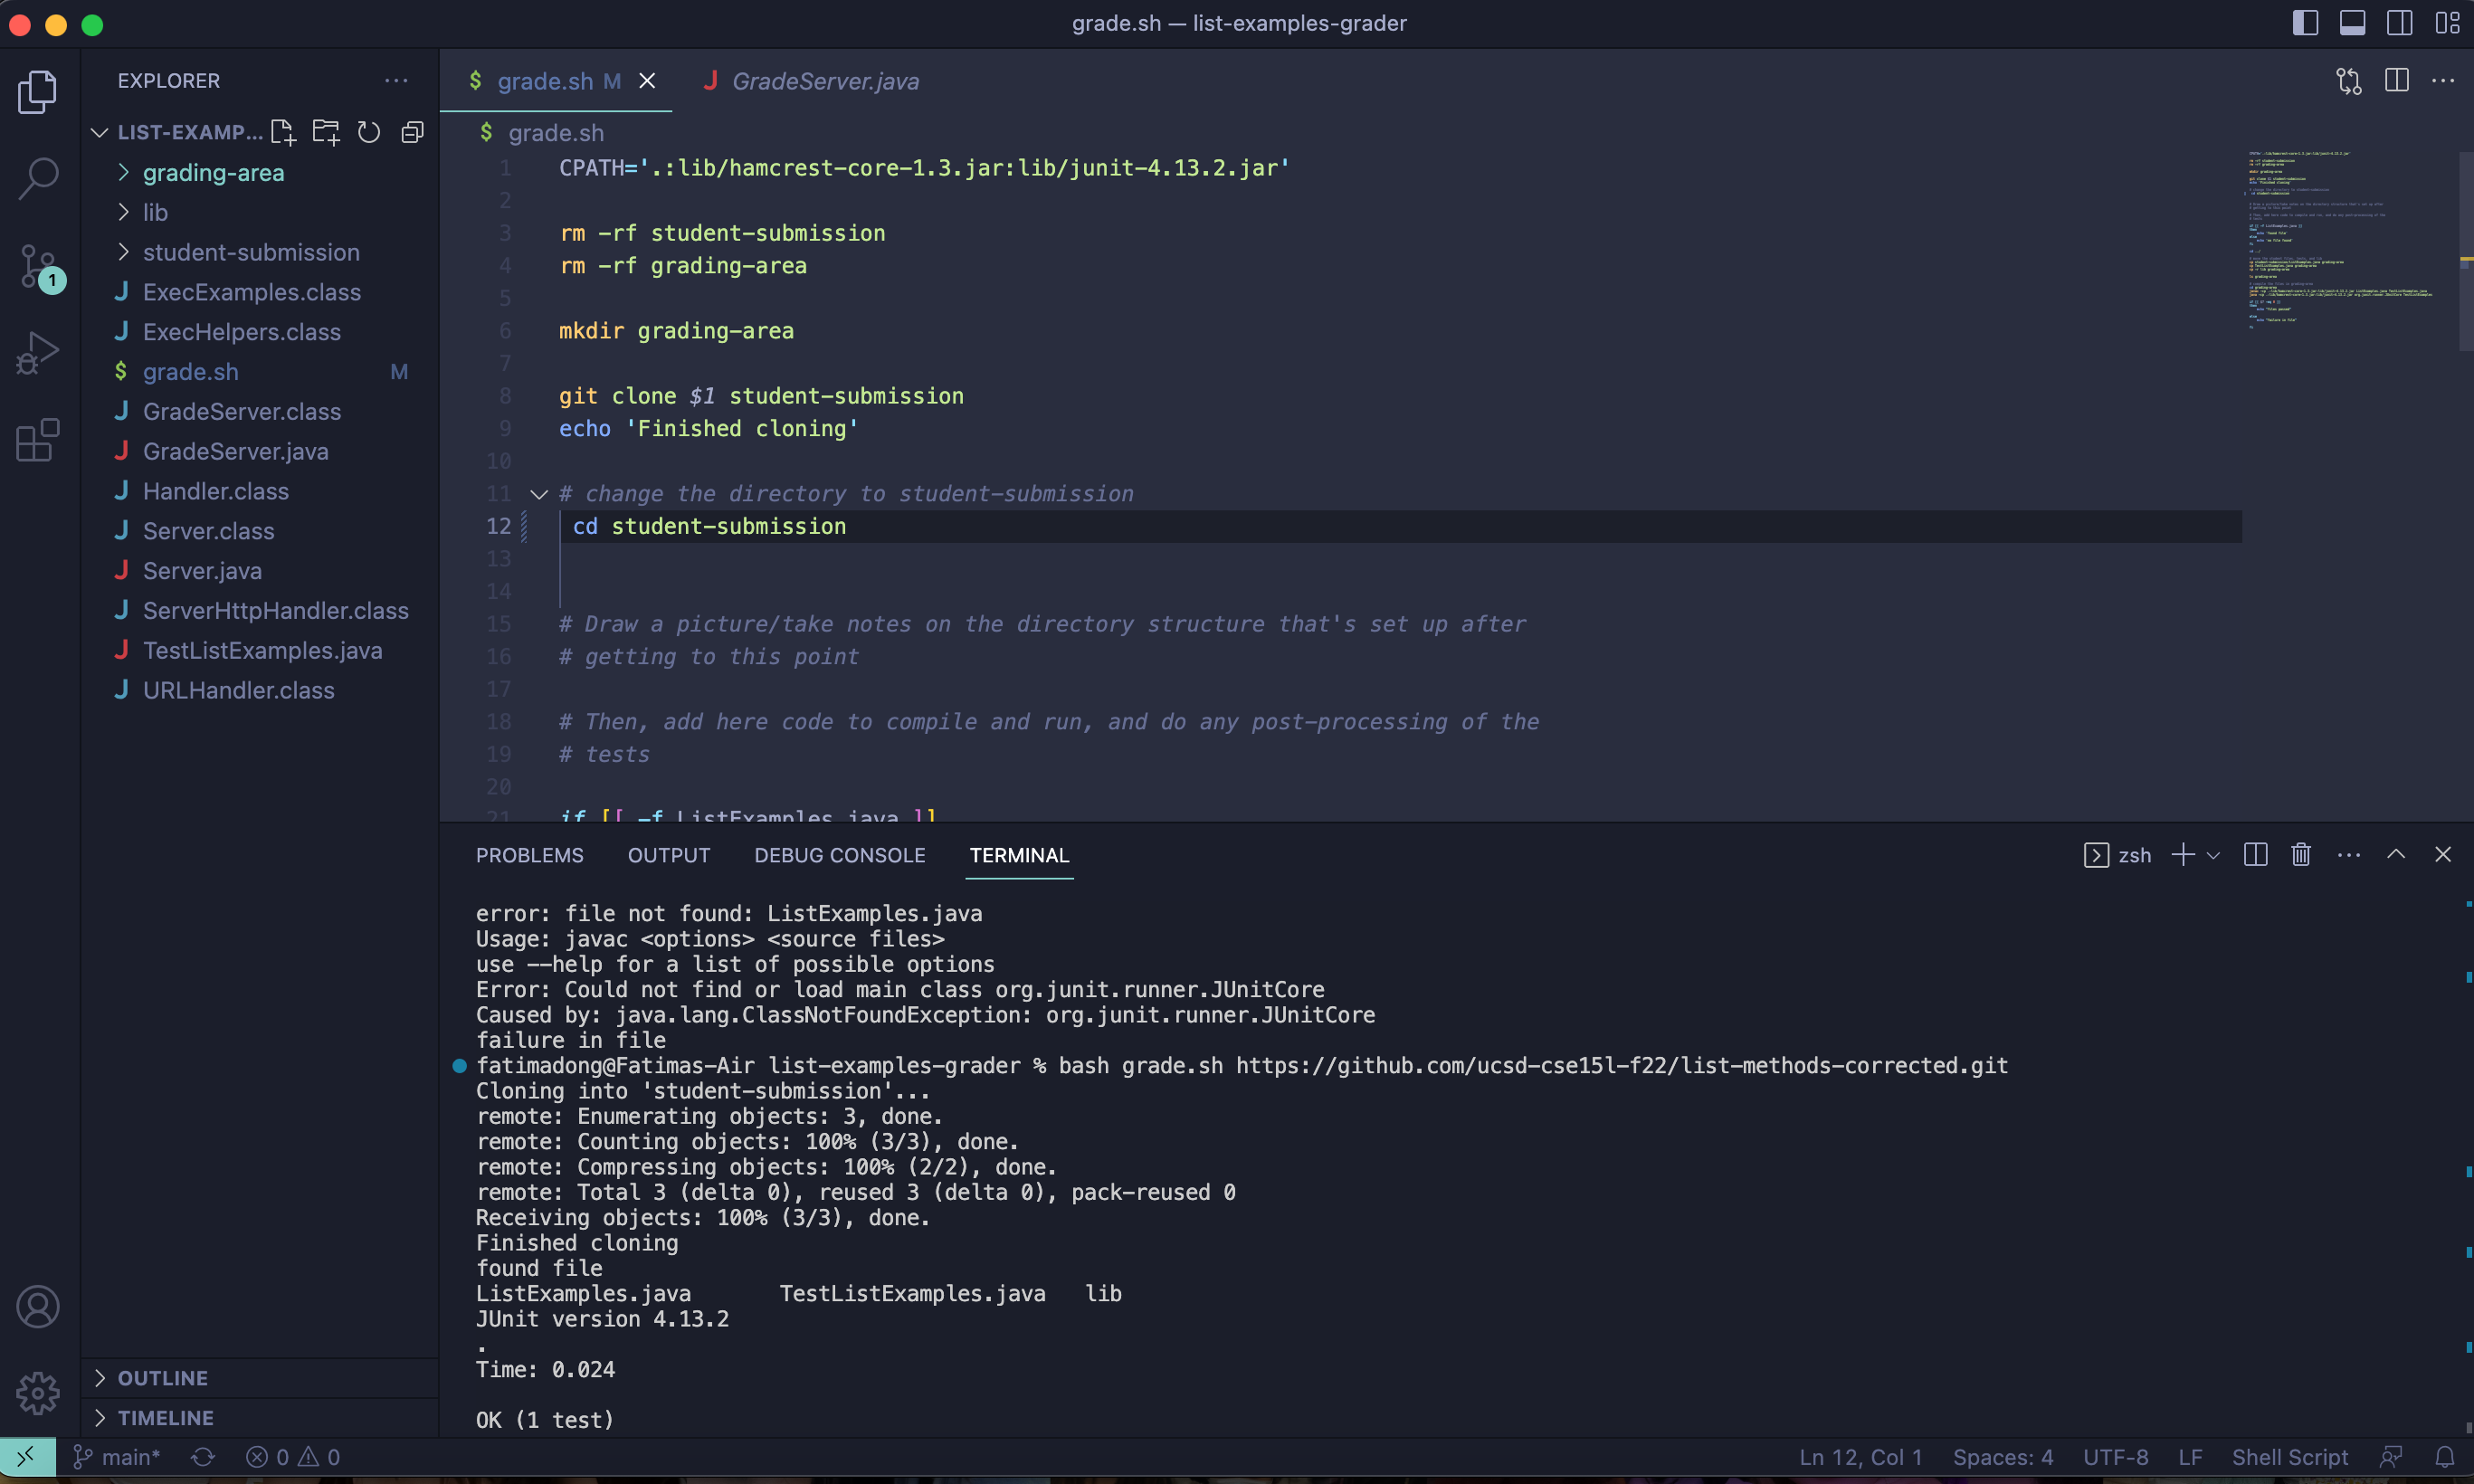 grade.sh — list-examples-grader
EXPLORER
LIST-EXAMP...
grading-area
lib
student-submission
ExecExamples.class
ExecHelpers.class
grade.sh M
GradeServer.class
GradeServer.java
Handler.class
Server.class
Server.java
ServerHttpHandler.class
TestListExamples.java
URLHandler.class
OUTLINE
TIMELINE
1
$ grade.sh M
GradeServer.java
$ grade.sh
1 CPATH='.:lib/hamcrest-core-1.3.jar:lib/junit-4.13.2.jar'
2
3 rm -rf student-submission
4 rm -rf grading-area
5
6 mkdir grading-area
7
8 git clone $1 student-submission
9 echo 'Finished cloning'
10
11 # change the directory to student-submission
12 cd student-submission
13
14
15 # Draw a picture/take notes on the directory structure that's set up after
16 # getting to this point
17
18 # Then, add here code to compile and run, and do any post-processing of the
19 # tests
20
21 if [[ -f ListExamples.java ]]
PROBLEMS OUTPUT DEBUG CONSOLE TERMINAL
zsh
error: file not found: ListExamples.java
Usage: javac <options> <source files>
use --help for a list of possible options
Error: Could not find or load main class org.junit.runner.JUnitCore
Caused by: java.lang.ClassNotFoundException: org.junit.runner.JUnitCore
failure in file
fatimadong@Fatimas-Air list-examples-grader % bash grade.sh https://github.com/ucsd-cse15l-f22/list-methods-corrected.git
Cloning into 'student-submission'...
remote: Enumerating objects: 3, done.
remote: Counting objects: 100% (3/3), done.
remote: Compressing objects: 100% (2/2), done.
remote: Total 3 (delta 0), reused 3 (delta 0), pack-reused 0
Receiving objects: 100% (3/3), done.
Finished cloning
found file
ListExamples.java TestListExamples.java lib
JUnit version 4.13.2
.
Time: 0.024
OK (1 test)
main* 0 0
Ln 12, Col 1 Spaces: 4 UTF-8 LF Shell Script